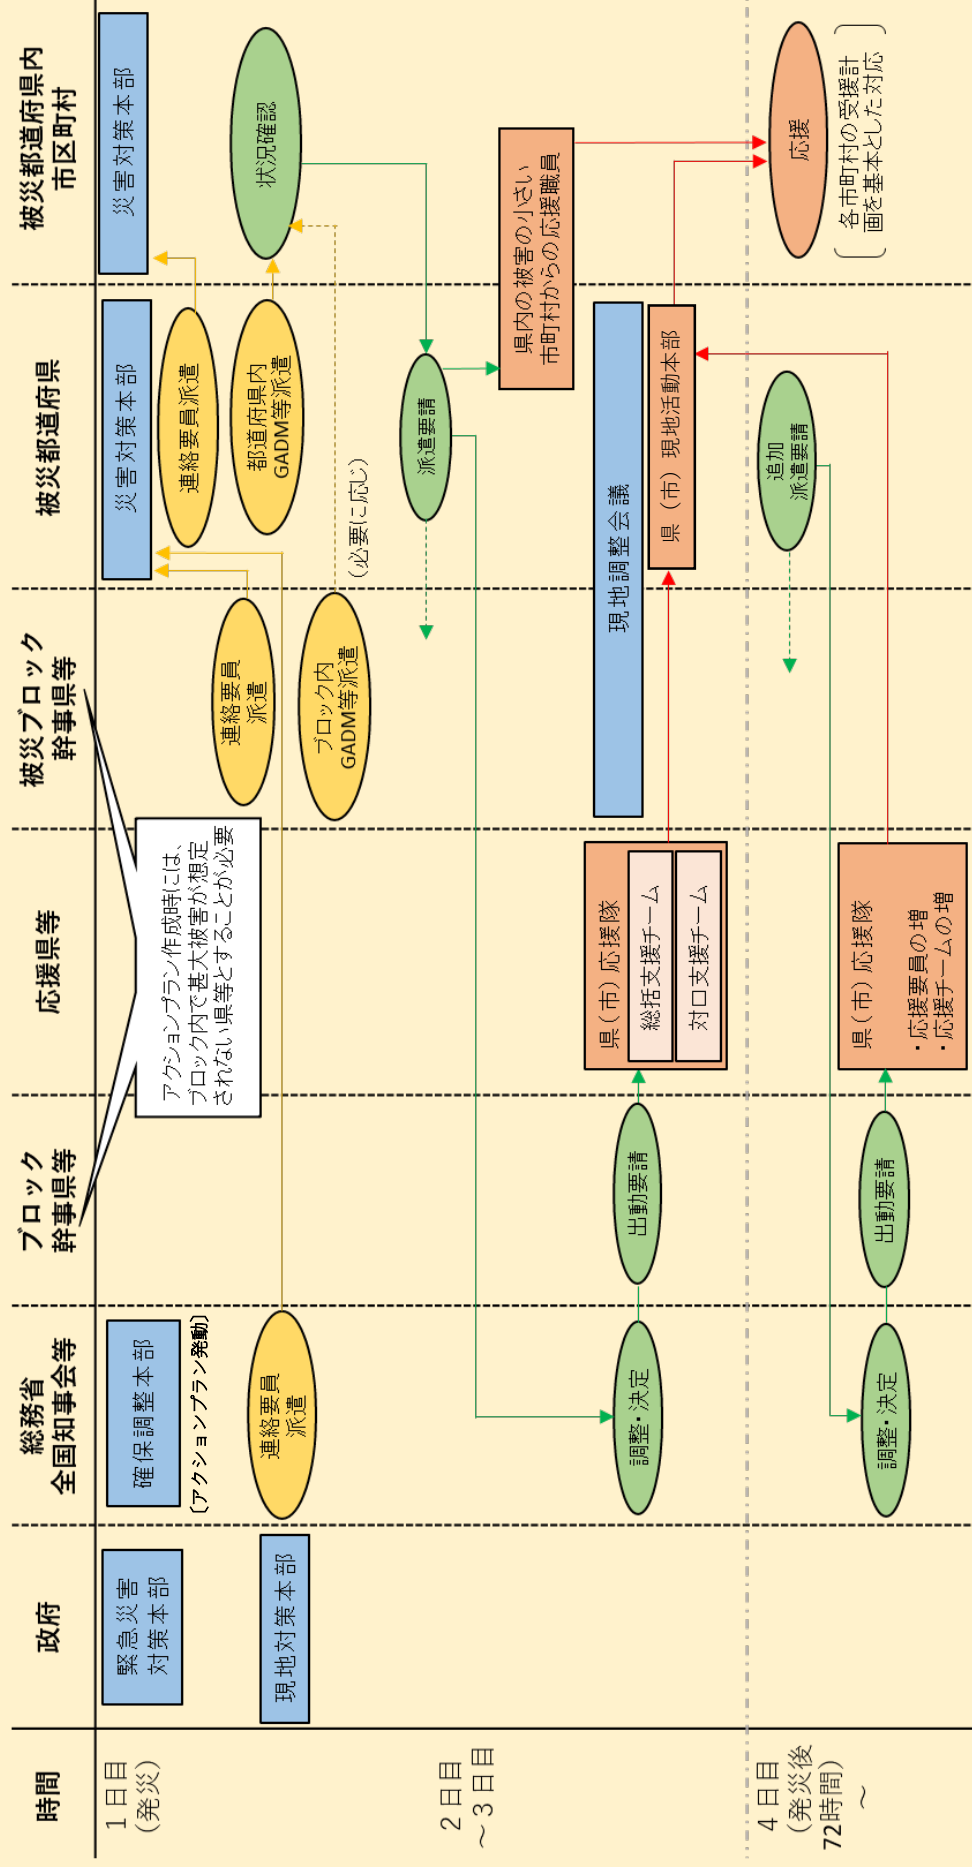 時間
政府
総務省
全国知事会等
ブロック
幹事県等
応援県等
被災ブロック
幹事県等
被災都道府県
被災都道府県内
市区町村
1日目
(発災)
緊急災害
対策本部
確保調整本部
〔アクションプラン発動〕
アクションプラン作成時には、
ブロック内で甚大被害が想定
されない県等とすることが必要
災害対策本部
災害対策本部
連絡要員派遣
現地対策本部
連絡要員
派遣
連絡要員
派遣
都道府県内
GADM等派遣
状況確認
ブロック内
GADM等派遣
(必要に応じ)
2日目
～3日目
派遣要請
県内の被害の小さい
市町村からの応援職員
調整・決定
出動要請
県(市)応援隊
総括支援チーム
対口支援チーム
現地調整会議
県(市)現地活動本部
4日目
(発災後
72時間)
～
追加
派遣要請
応援
各市町村の受援計
画を基本とした対応
調整・決定
出動要請
県(市)応援隊
・応援要員の増
・応援チームの増